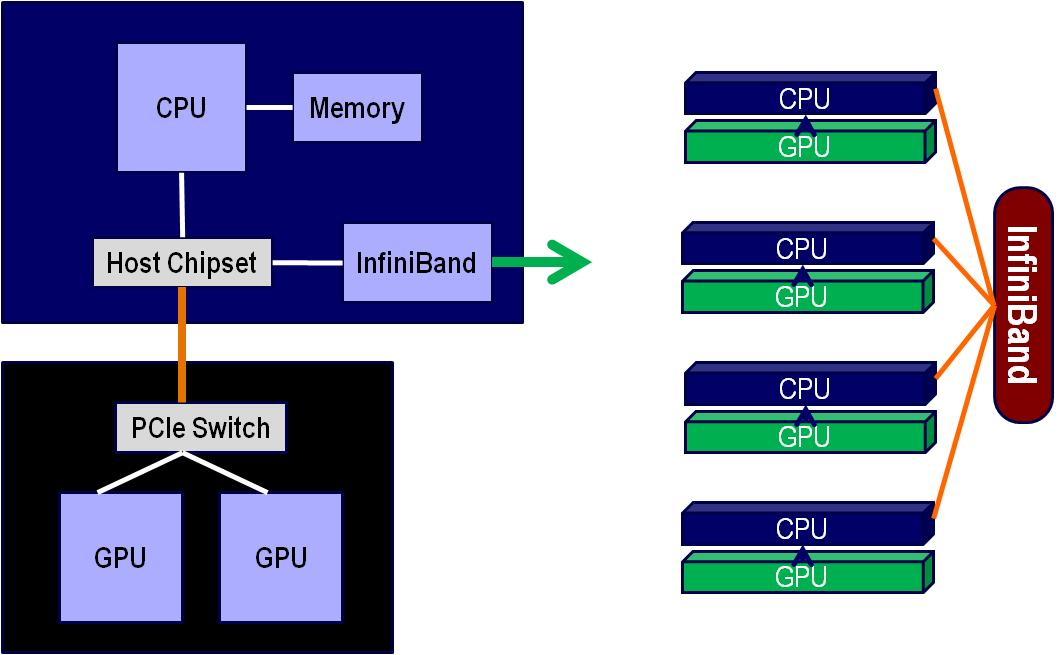 CPU
Memory
Host Chipset
InfiniBand
PCIe Switch
GPU
GPU
CPU
GPU
CPU
GPU
CPU
GPU
CPU
GPU
InfiniBand